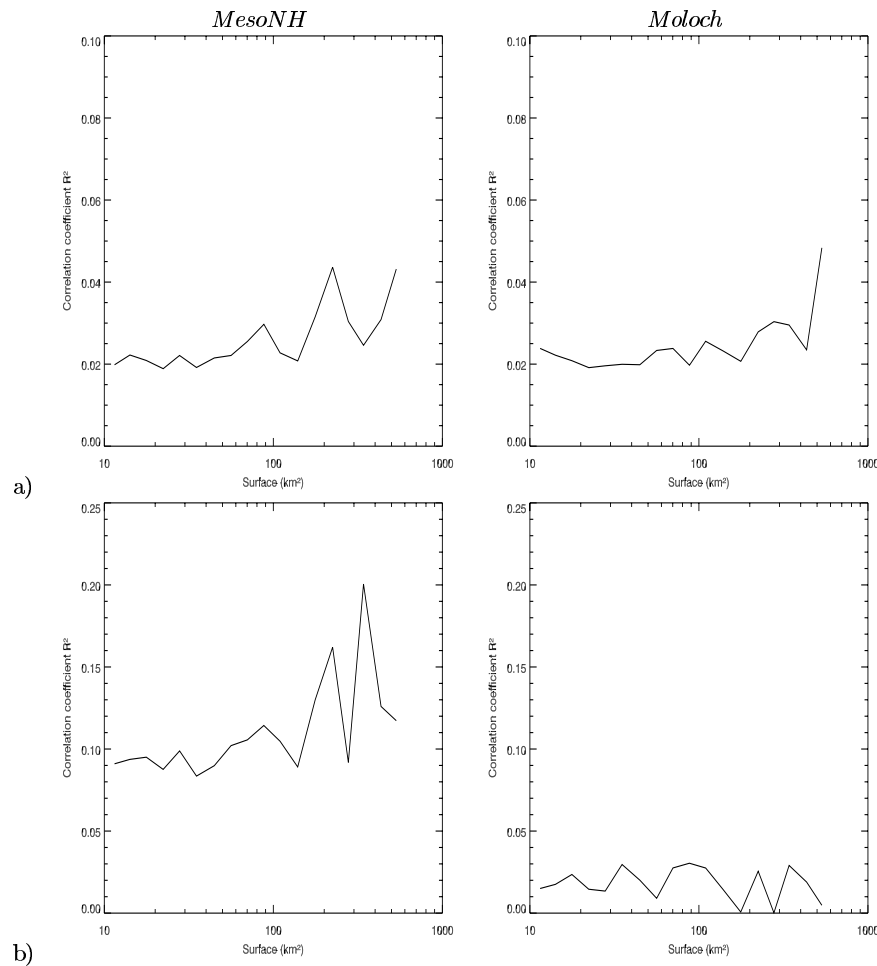 MesoNH Moloch
0.10 0.10
0.08 0.08
0.06 0.06
0.04 0.04
0.02 0.02
0.00 0.00
Correlation coefficient R² Correlation coefficient R²
10 100 1000 10 100 1000
Surface (km²) Surface (km²)
a)
0.25 0.25
0.20 0.20
0.15 0.15
0.10 0.10
0.05 0.05
0.00 0.00
Correlation coefficient R² Correlation coefficient R²
10 100 1000 10 100 1000
Surface (km²) Surface (km²)
b)